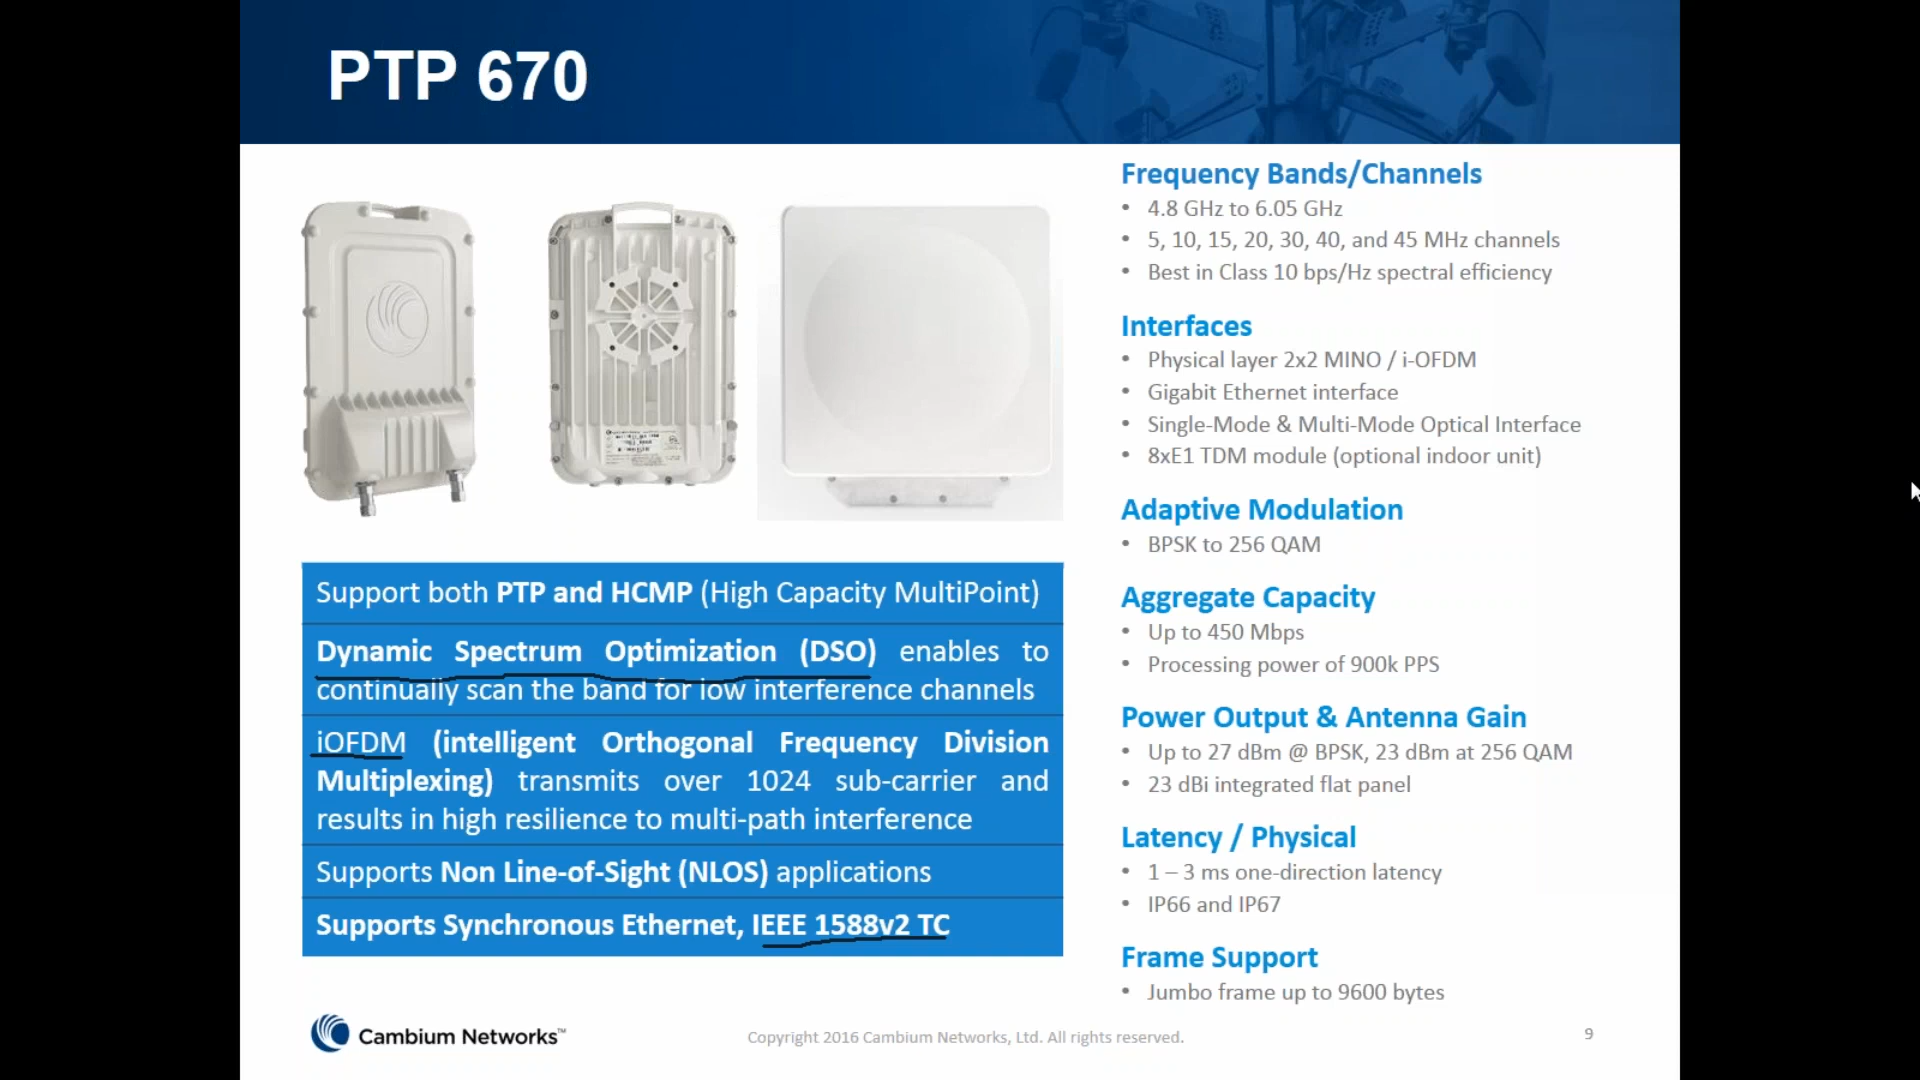 PTP 670
Support both PTP and HCMP (High Capacity MultiPoint)
Dynamic Spectrum Optimization (DSO) enables to
continually scan the band for low interference channels
iOFDM (intelligent Orthogonal Frequency Division
Multiplexing) transmits over 1024 sub-carrier and
results in high resilience to multi-path interference
Supports Non Line-of-Sight (NLOS) applications
Supports Synchronous Ethernet, IEEE 1588v2 TC
Frequency Bands/Channels
• 4.8 GHz to 6.05 GHz
• 5, 10, 15, 20, 30, 40, and 45 MHz channels
• Best in Class 10 bps/Hz spectral efficiency
Interfaces
• Physical layer 2x2 MINO / i-OFDM
• Gigabit Ethernet interface
• Single-Mode & Multi-Mode Optical Interface
• 8xE1 TDM module (optional indoor unit)
Adaptive Modulation
• BPSK to 256 QAM
Aggregate Capacity
• Up to 450 Mbps
• Processing power of 900k PPS
Power Output & Antenna Gain
• Up to 27 dBm @ BPSK, 23 dBm at 256 QAM
• 23 dBi integrated flat panel
Latency / Physical
• 1 – 3 ms one-direction latency
• IP66 and IP67
Frame Support
• Jumbo frame up to 9600 bytes
Cambium Networks™
Copyright 2016 Cambium Networks, Ltd. All rights reserved.
9